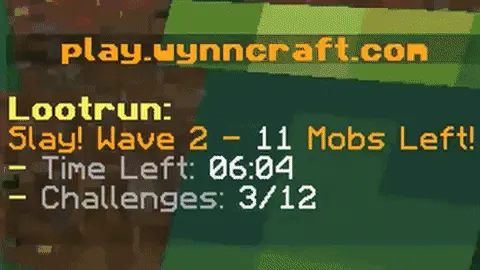 play.wynncraft.com
Lootrun:
Slay! Wave 2 - 11 Mobs Left!
- Time Left: 06:04
- Challenges: 3/12